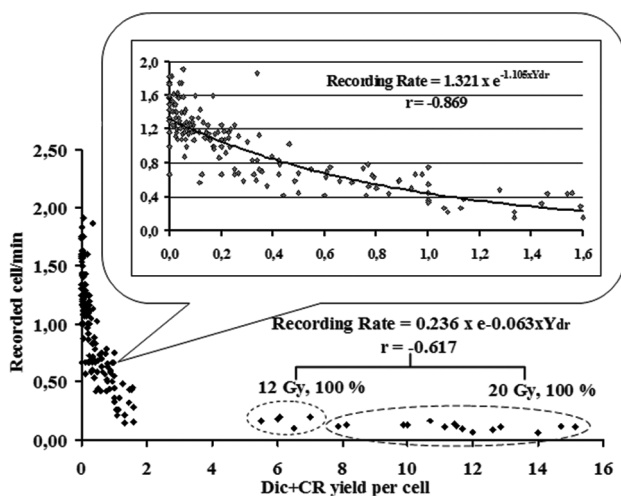 2,0
1,6
1,2
0,8
0,4
0,0
Recording Rate = 1.321 x e-1.105xYdr
r= -0.869
0,0 0,2 0,4 0,6 0,8 1,0 1,2 1,4 1,6
Recorded cell/min
2,50
2,00
1,50
1,00
0,50
0,00
Recording Rate = 0.236 x e-0.063xYdr
r = -0.617
12 Gy, 100 %
20 Gy, 100 %
0 2 4 6 8 10 12 14 16
Dic+CR yield per cell